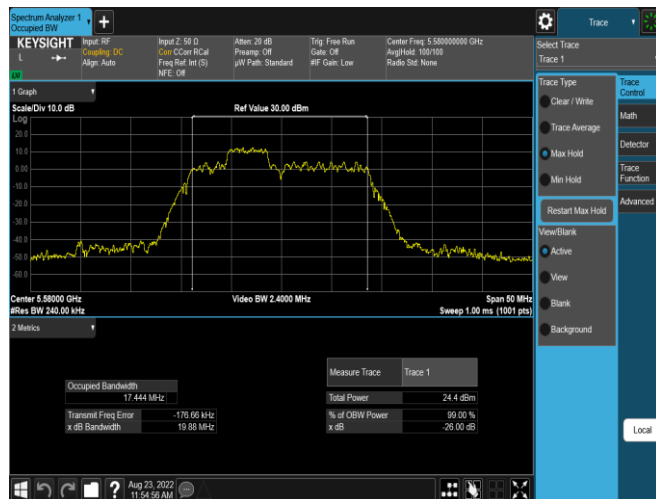 Spectrum Analyzer 1
Occupied BW
KEYSIGHT
L
Input: RF
Coupling: DC
Align: Auto
Input Z: 50 Ω
Corr CCorr RCal
Freq Ref: Int (S)
NFE: Off
Atten: 20 dB
Preamp: Off
µW Path: Standard
Trig: Free Run
Gate: Off
#IF Gain: Low
Center Freq: 5.580000000 GHz
Avg|Hold: 100/100
Radio Std: None
1 Graph
Scale/Div 10.0 dB
Ref Value 30.00 dBm
Log
20.0
10.0
0.00
-10.0
-20.0
-30.0
-40.0
-50.0
-60.0
Center 5.58000 GHz
Video BW 2.4000 MHz
Span 50 MHz
#Res BW 240.00 kHz
Sweep 1.00 ms (1001 pts)
2 Metrics
Occupied Bandwidth
17.444 MHz
Transmit Freq Error -176.66 kHz
x dB Bandwidth 19.88 MHz
Measure Trace Trace 1
Total Power 24.4 dBm
% of OBW Power 99.00 %
x dB -26.00 dB
Aug 23, 2022
11:54:56 AM
Trace
Select Trace
Trace 1
Trace Type
Clear / Write
Trace Average
Max Hold
Min Hold
Restart Max Hold
View/Blank
Active
View
Blank
Background
Trace Control
Math
Detector
Trace Function
Advanced
Local